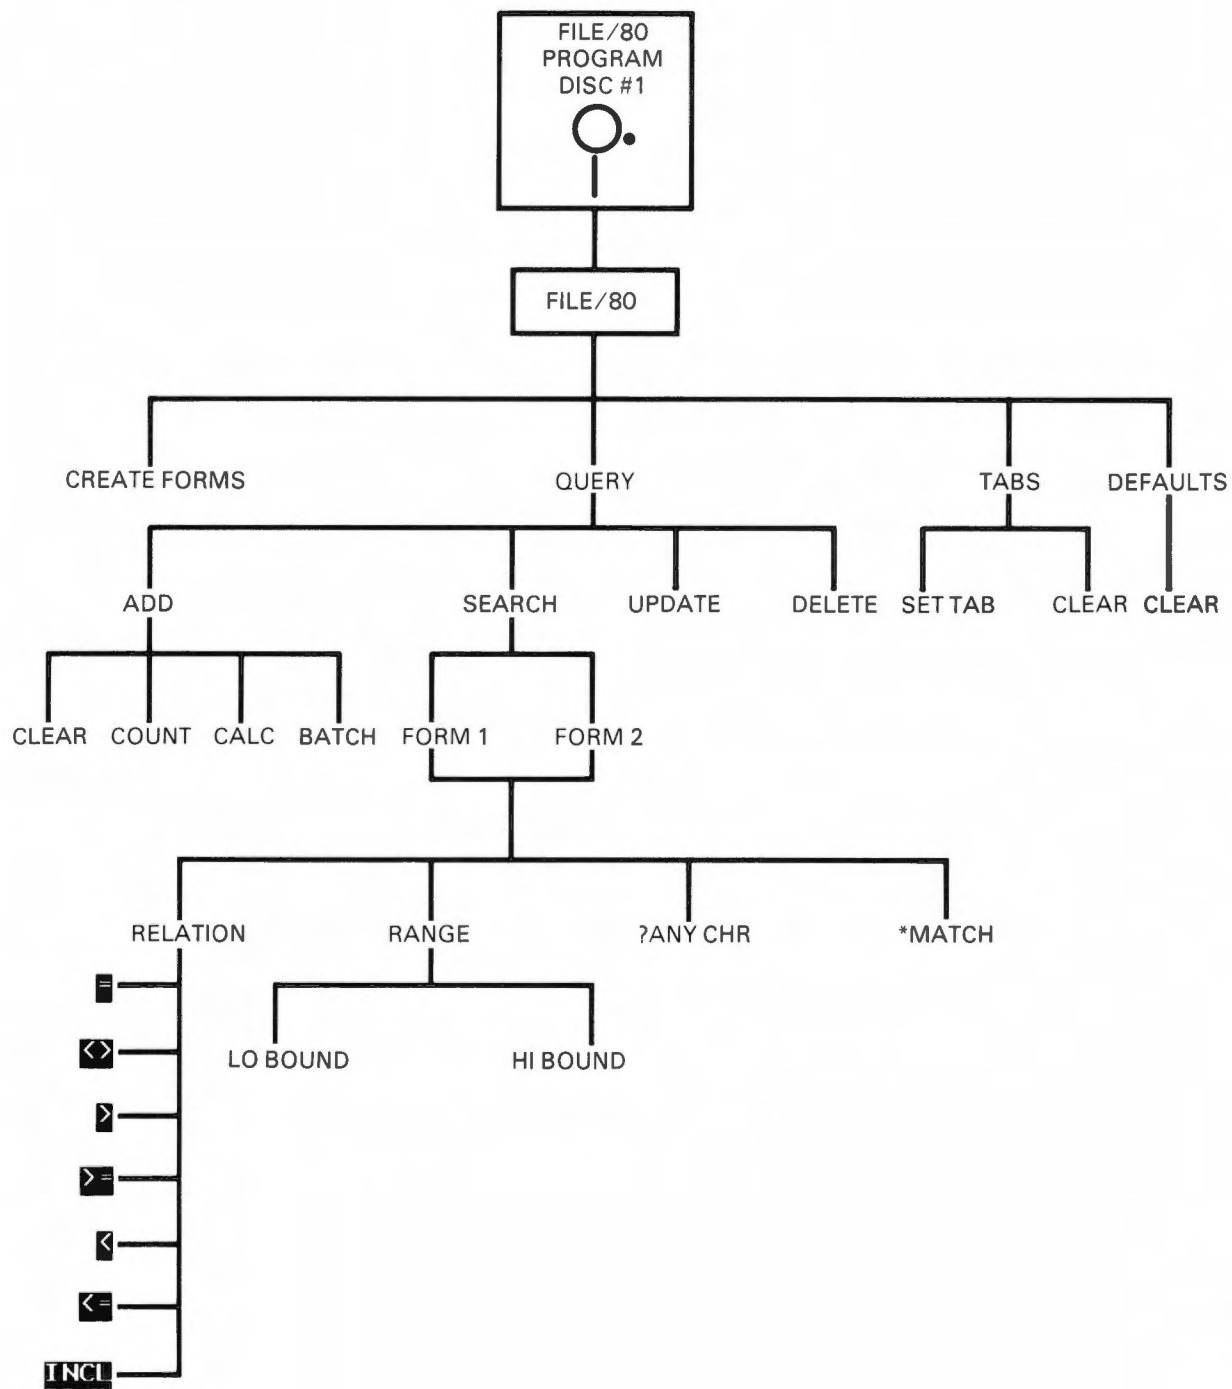 FILE/80
PROGRAM
DISC #1
FILE/80
CREATE FORMS QUERY TABS DEFAULTS
ADD SEARCH UPDATE DELETE SET TAB CLEAR CLEAR
CLEAR COUNT CALC BATCH FORM 1 FORM 2
RELATION RANGE ?ANY CHR *MATCH
=
<>
LO BOUND HI BOUND
>
>=
<
<=
INCL